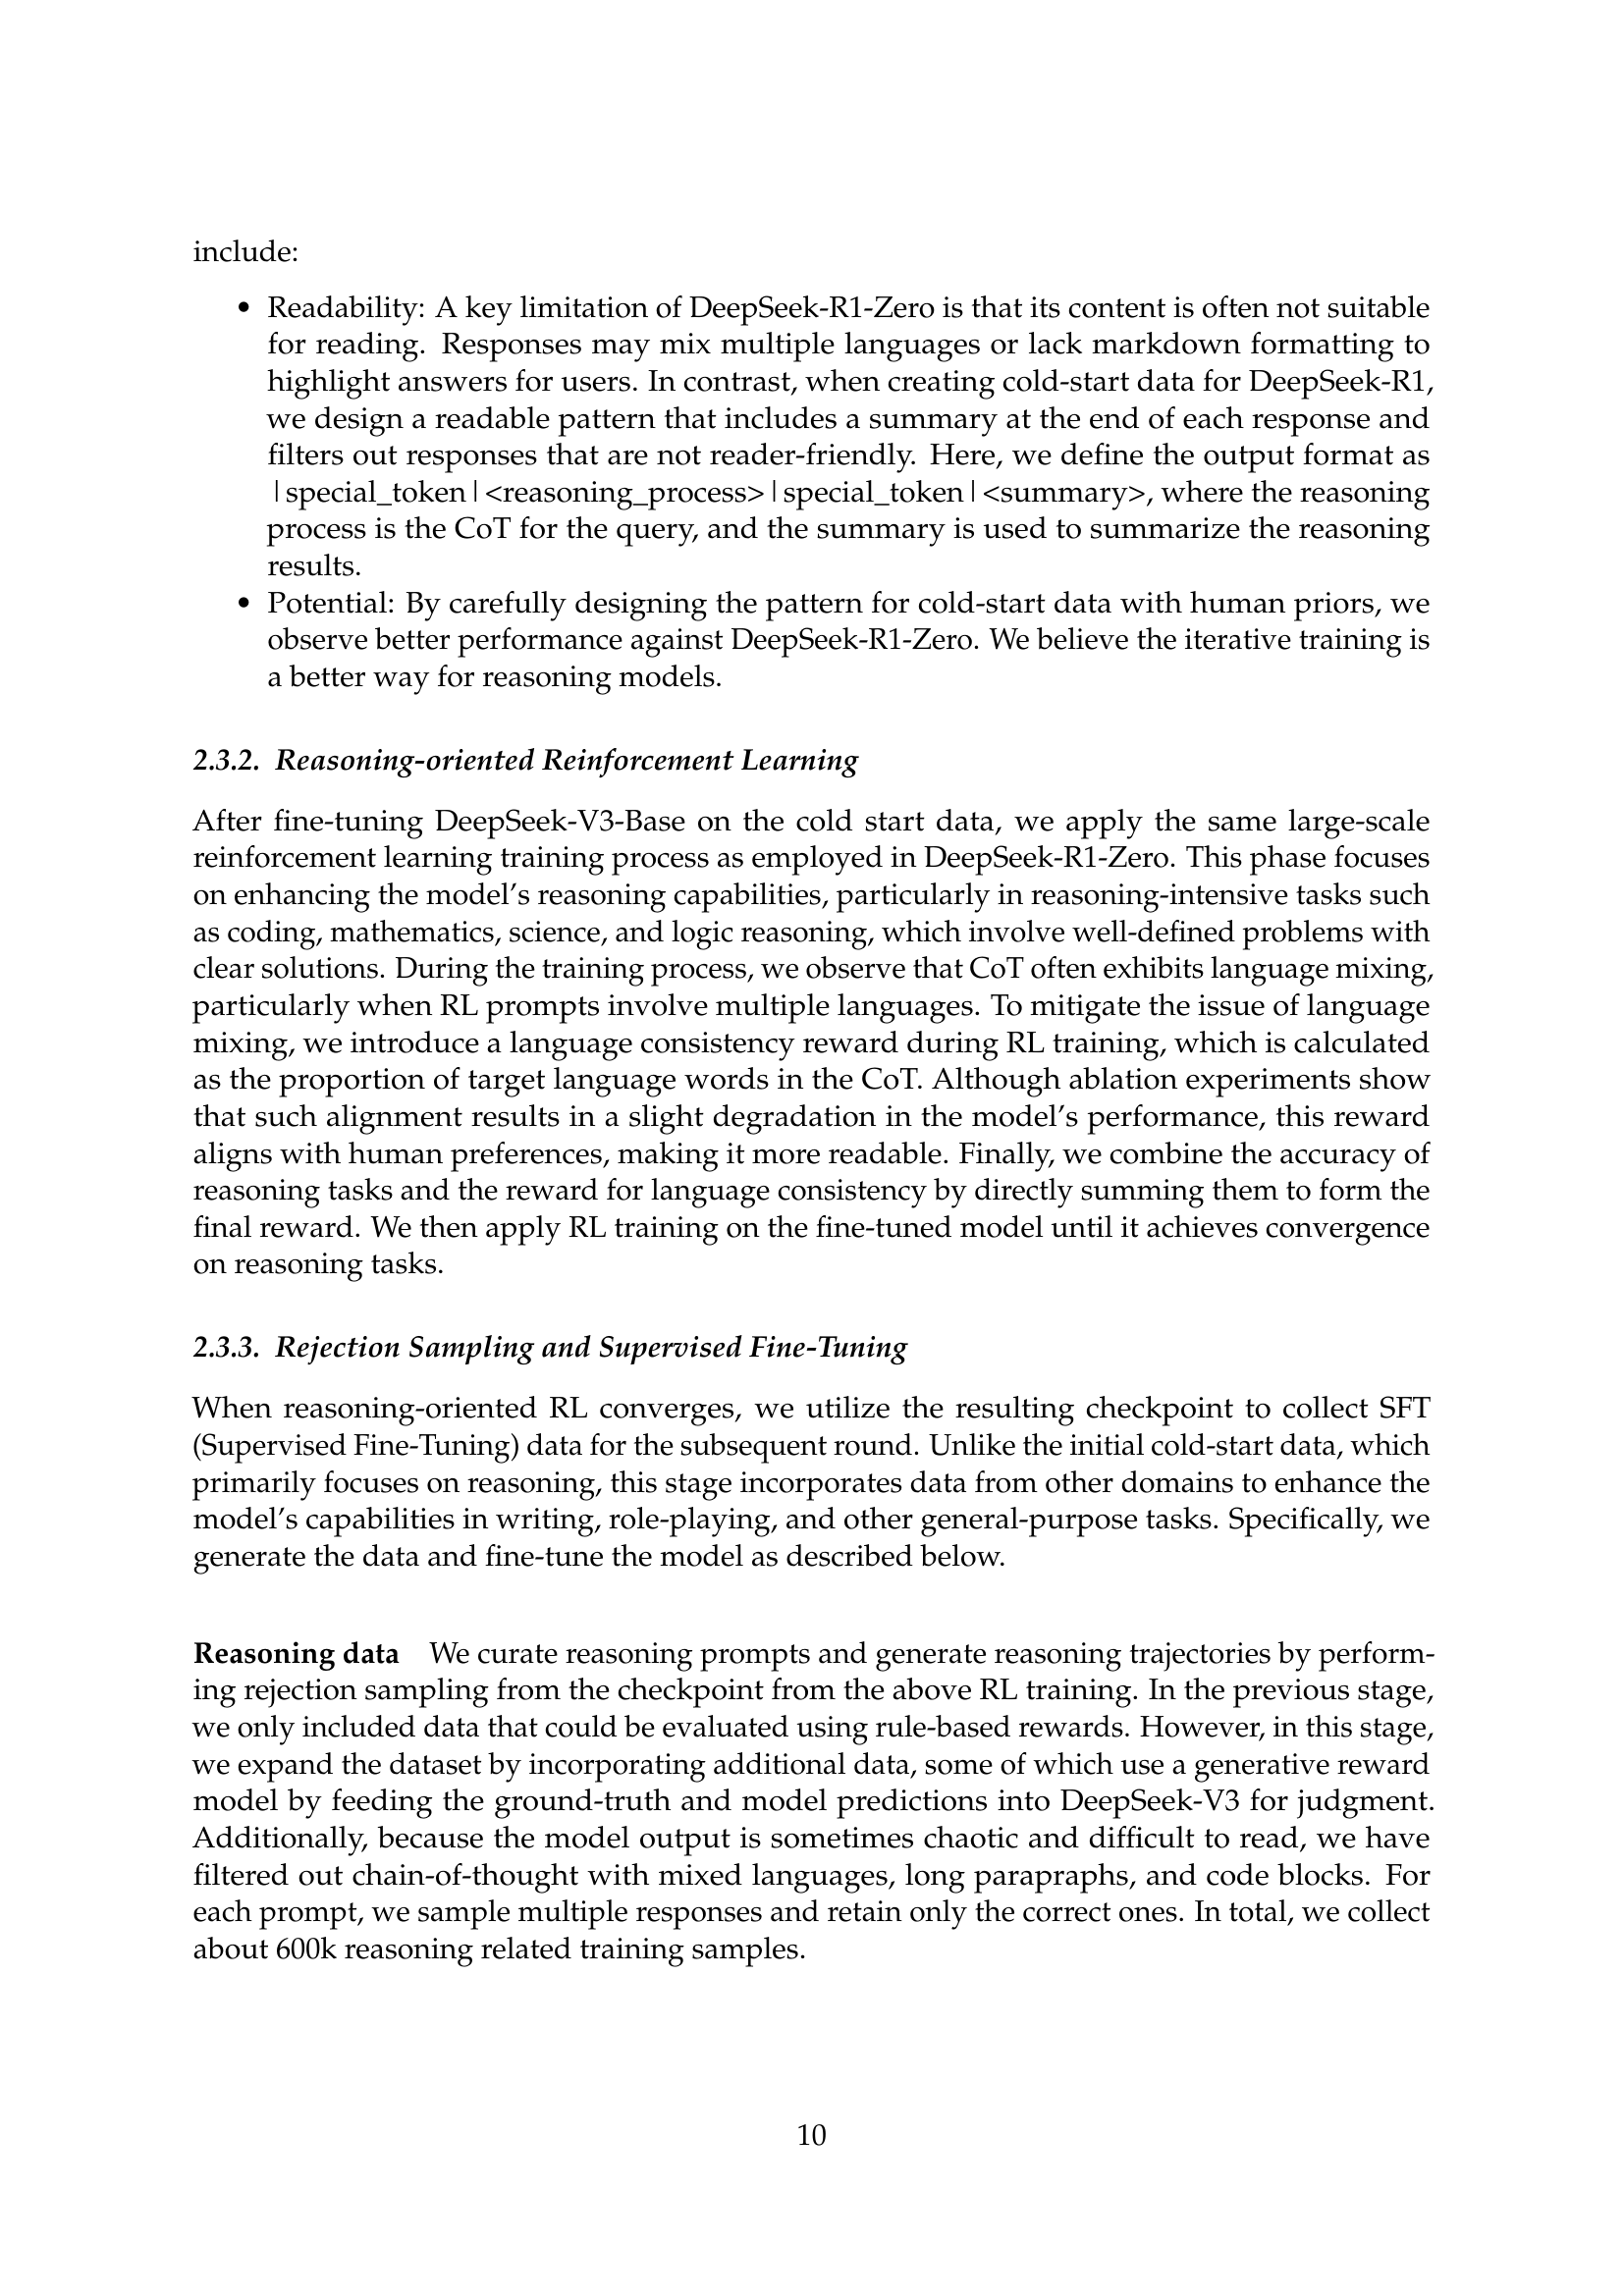 include:
• Readability: A key limitation of DeepSeek-R1-Zero is that its content is often not suitable
for reading. Responses may mix multiple languages or lack markdown formatting to
highlight answers for users. In contrast, when creating cold-start data for DeepSeek-R1,
we design a readable pattern that includes a summary at the end of each response and
filters out responses that are not reader-friendly. Here, we define the output format as
|special_token|<reasoning_process>|special_token|<summary>, where the reasoning
process is the CoT for the query, and the summary is used to summarize the reasoning
results.
• Potential: By carefully designing the pattern for cold-start data with human priors, we
observe better performance against DeepSeek-R1-Zero. We believe the iterative training is
a better way for reasoning models.
2.3.2. Reasoning-oriented Reinforcement Learning
After fine-tuning DeepSeek-V3-Base on the cold start data, we apply the same large-scale
reinforcement learning training process as employed in DeepSeek-R1-Zero. This phase focuses
on enhancing the model's reasoning capabilities, particularly in reasoning-intensive tasks such
as coding, mathematics, science, and logic reasoning, which involve well-defined problems with
clear solutions. During the training process, we observe that CoT often exhibits language mixing,
particularly when RL prompts involve multiple languages. To mitigate the issue of language
mixing, we introduce a language consistency reward during RL training, which is calculated
as the proportion of target language words in the CoT. Although ablation experiments show
that such alignment results in a slight degradation in the model's performance, this reward
aligns with human preferences, making it more readable. Finally, we combine the accuracy of
reasoning tasks and the reward for language consistency by directly summing them to form the
final reward. We then apply RL training on the fine-tuned model until it achieves convergence
on reasoning tasks.
2.3.3. Rejection Sampling and Supervised Fine-Tuning
When reasoning-oriented RL converges, we utilize the resulting checkpoint to collect SFT
(Supervised Fine-Tuning) data for the subsequent round. Unlike the initial cold-start data, which
primarily focuses on reasoning, this stage incorporates data from other domains to enhance the
model's capabilities in writing, role-playing, and other general-purpose tasks. Specifically, we
generate the data and fine-tune the model as described below.
Reasoning data We curate reasoning prompts and generate reasoning trajectories by perform-
ing rejection sampling from the checkpoint from the above RL training. In the previous stage,
we only included data that could be evaluated using rule-based rewards. However, in this stage,
we expand the dataset by incorporating additional data, some of which use a generative reward
model by feeding the ground-truth and model predictions into DeepSeek-V3 for judgment.
Additionally, because the model output is sometimes chaotic and difficult to read, we have
filtered out chain-of-thought with mixed languages, long parapraphs, and code blocks. For
each prompt, we sample multiple responses and retain only the correct ones. In total, we collect
about 600k reasoning related training samples.
10